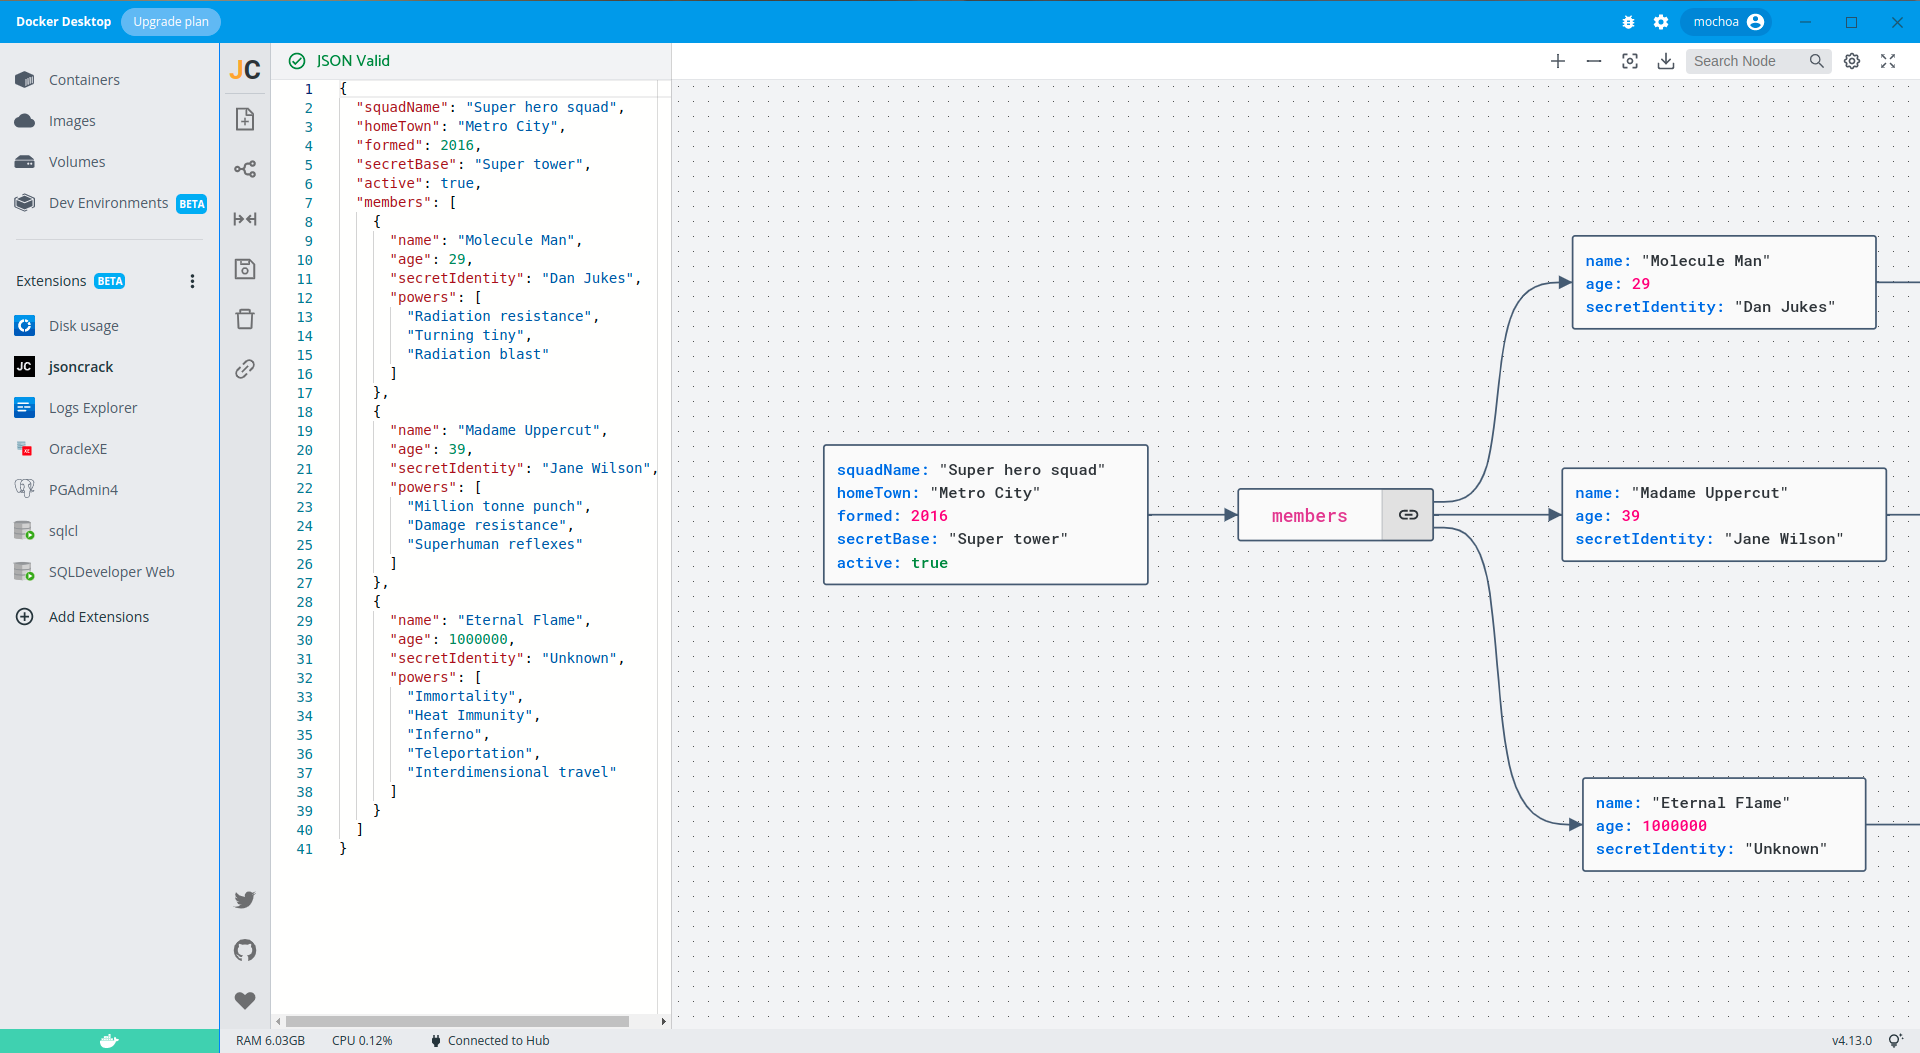 Docker Desktop
Upgrade plan
mochoa
Containers
Images
Volumes
Dev Environments BETA
Extensions BETA
Disk usage
JC jsoncrack
Logs Explorer
OracleXE
PGAdmin4
sqlcl
SQLDeveloper Web
Add Extensions
JC
JSON Valid
Search Node
1 {
2 "squadName": "Super hero squad",
3 "homeTown": "Metro City",
4 "formed": 2016,
5 "secretBase": "Super tower",
6 "active": true,
7 "members": [
8 {
9 "name": "Molecule Man",
10 "age": 29,
11 "secretIdentity": "Dan Jukes",
12 "powers": [
13 "Radiation resistance",
14 "Turning tiny",
15 "Radiation blast"
16 ]
17 },
18 {
19 "name": "Madame Uppercut",
20 "age": 39,
21 "secretIdentity": "Jane Wilson",
22 "powers": [
23 "Million tonne punch",
24 "Damage resistance",
25 "Superhuman reflexes"
26 ]
27 },
28 {
29 "name": "Eternal Flame",
30 "age": 1000000,
31 "secretIdentity": "Unknown",
32 "powers": [
33 "Immortality",
34 "Heat Immunity",
35 "Inferno",
36 "Teleportation",
37 "Interdimensional travel"
38 ]
39 }
40 ]
41 }
squadName: "Super hero squad"
homeTown: "Metro City"
formed: 2016
secretBase: "Super tower"
active: true
members
name: "Molecule Man"
age: 29
secretIdentity: "Dan Jukes"
name: "Madame Uppercut"
age: 39
secretIdentity: "Jane Wilson"
name: "Eternal Flame"
age: 1000000
secretIdentity: "Unknown"
RAM 6.03GB
CPU 0.12%
Connected to Hub
v4.13.0